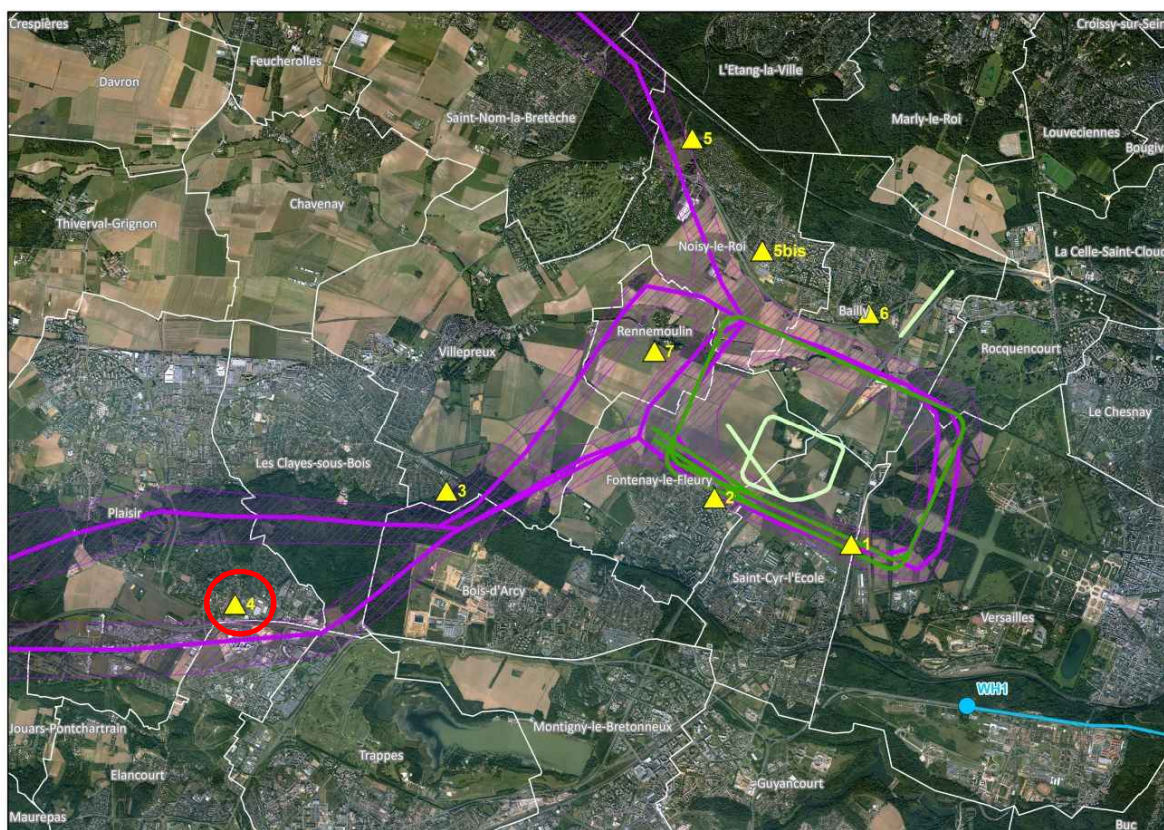 Crespières
Croissy-sur-Sein
Feucherolles
L'Etang-la-Ville
Davron
Saint-Nom-la-Bretèche
Marly-le-Roi
Louveciennes
5
Bougiv
Chavenay
Thiverval-Grignon
Noisy-le-Roi
5bis
La Celle-Saint-Cloud
Bailly
6
Rennemoulin
Villepreux
7
Rocquencourt
Le Chesnay
Les Clayes-sous-Bois
Fontenay-le-Fleury
3
2
Plaisir
1
Saint-Cyr-l'Ecole
4
Bois-d'Arcy
Versailles
WH1
Jouars-Pontchartrain
Montigny-le-Bretonneux
Trappes
Elancourt
Guyancourt
Maurepas
Buc